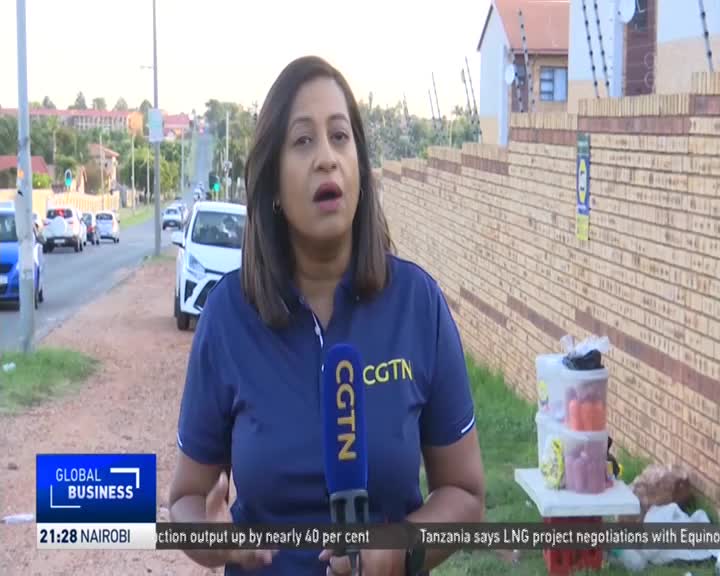 CGTN
CGTN
GLOBAL
BUSINESS
21:28 NAIROBI
ction output up by nearly 40 per cent Tanzania says LNG project negotiations with Equino